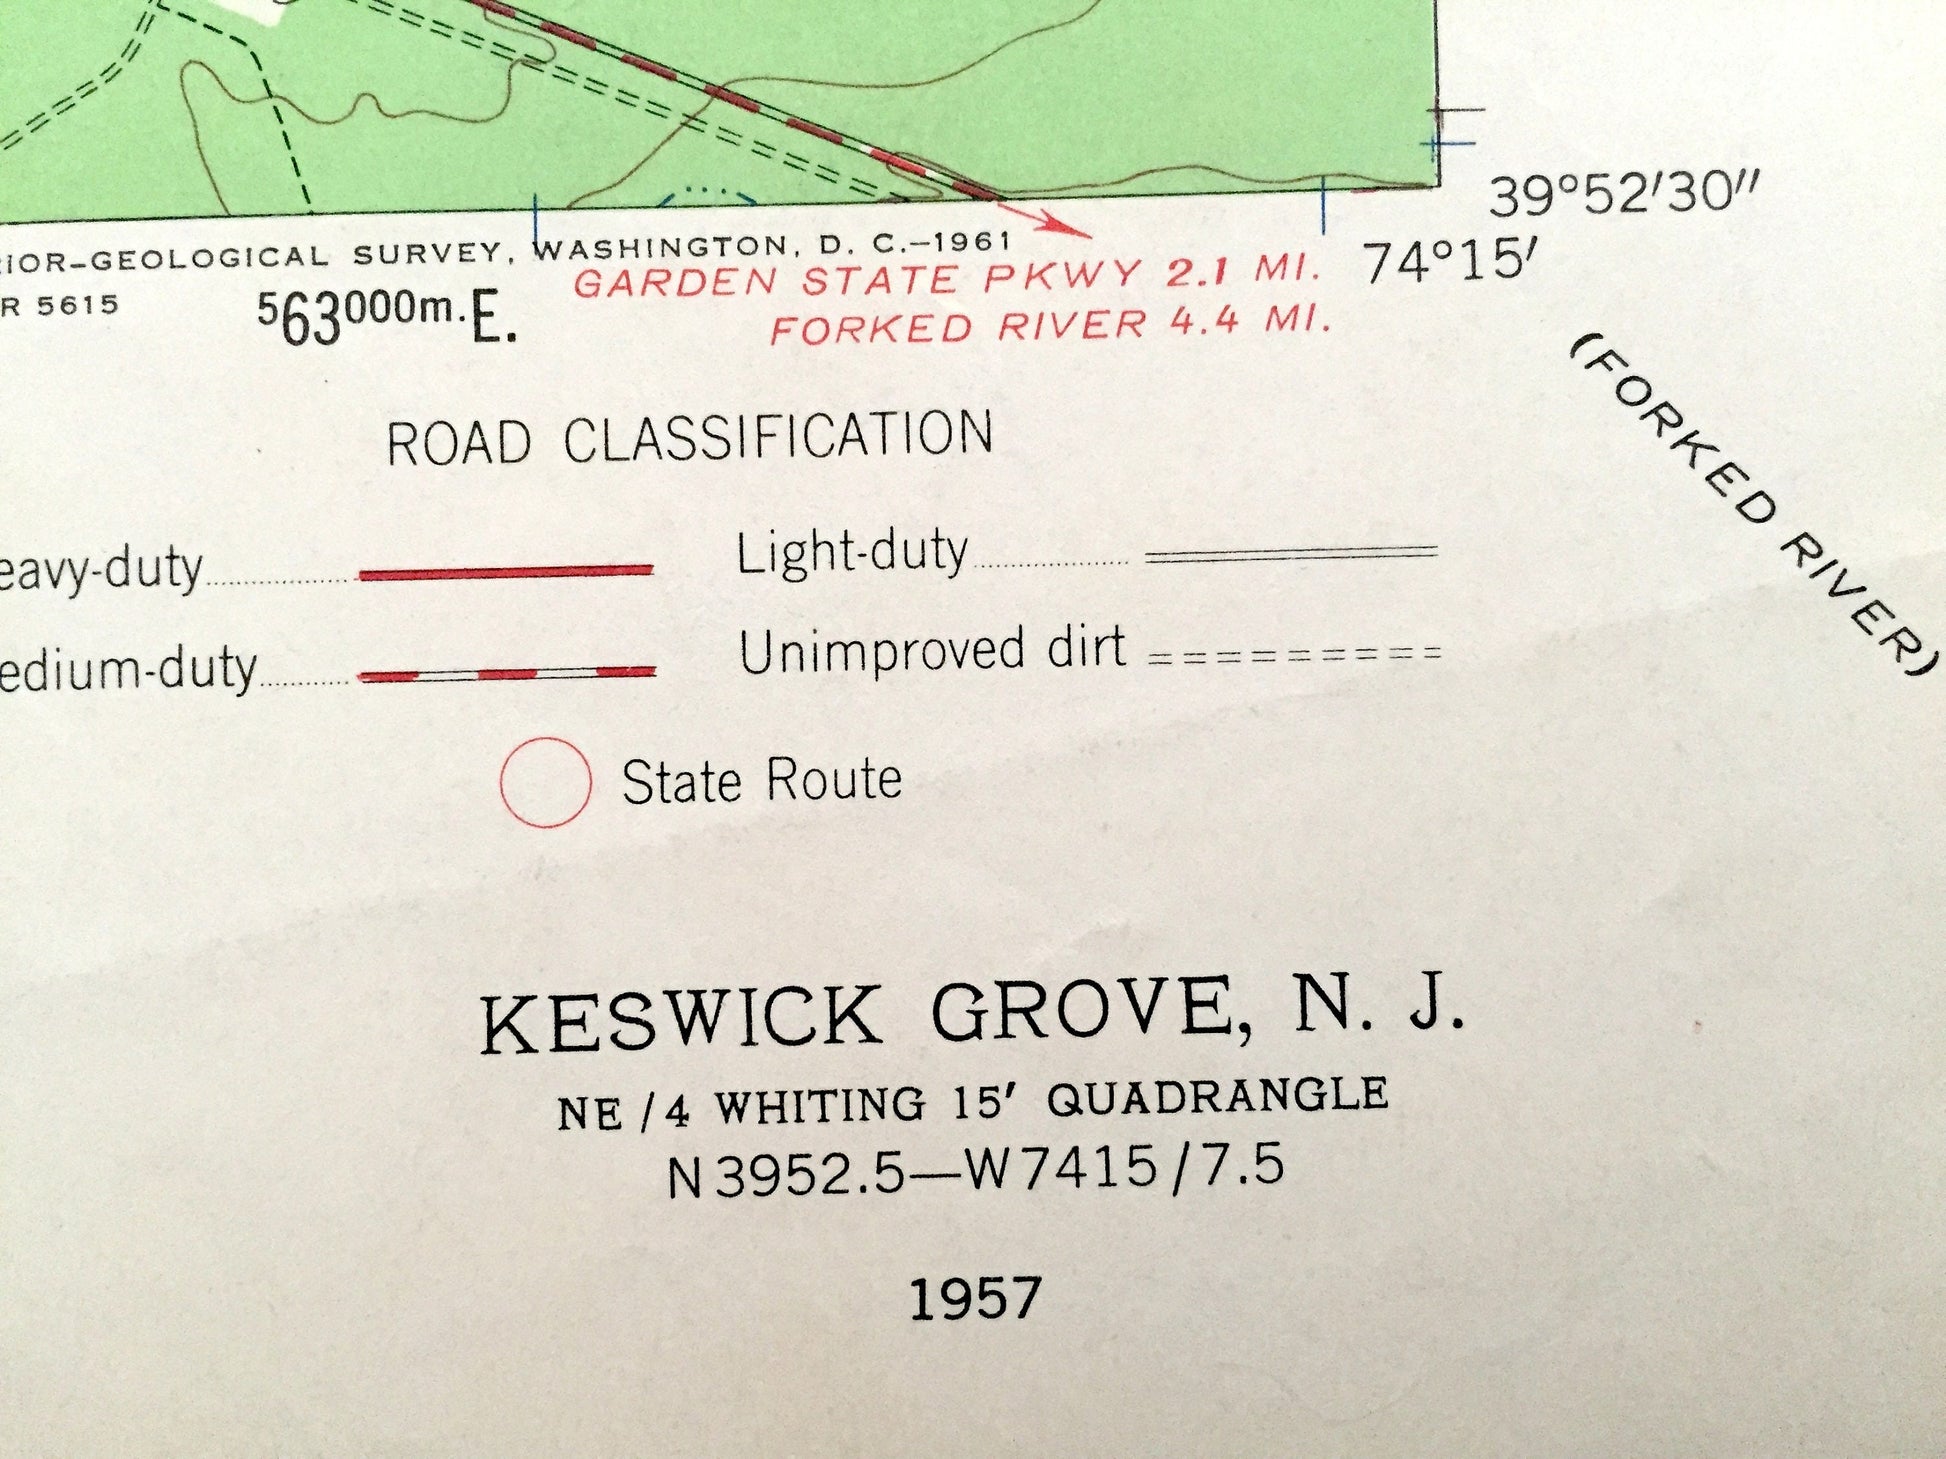 39°52'30"
IOR-GEOLOGICAL SURVEY, WASHINGTON, D. C.-1961
74°15'
R 5615
563000m.E.
GARDEN STATE PKWY 2.1 MI.
FORKED RIVER 4.4 MI.
(FORKED RIVER)
ROAD CLASSIFICATION
eavy-duty
Light-duty
edium-duty
Unimproved dirt
State Route
KESWICK GROVE, N. J.
NE/4 WHITING 15' QUADRANGLE
N3952.5—W7415/7.5
1957